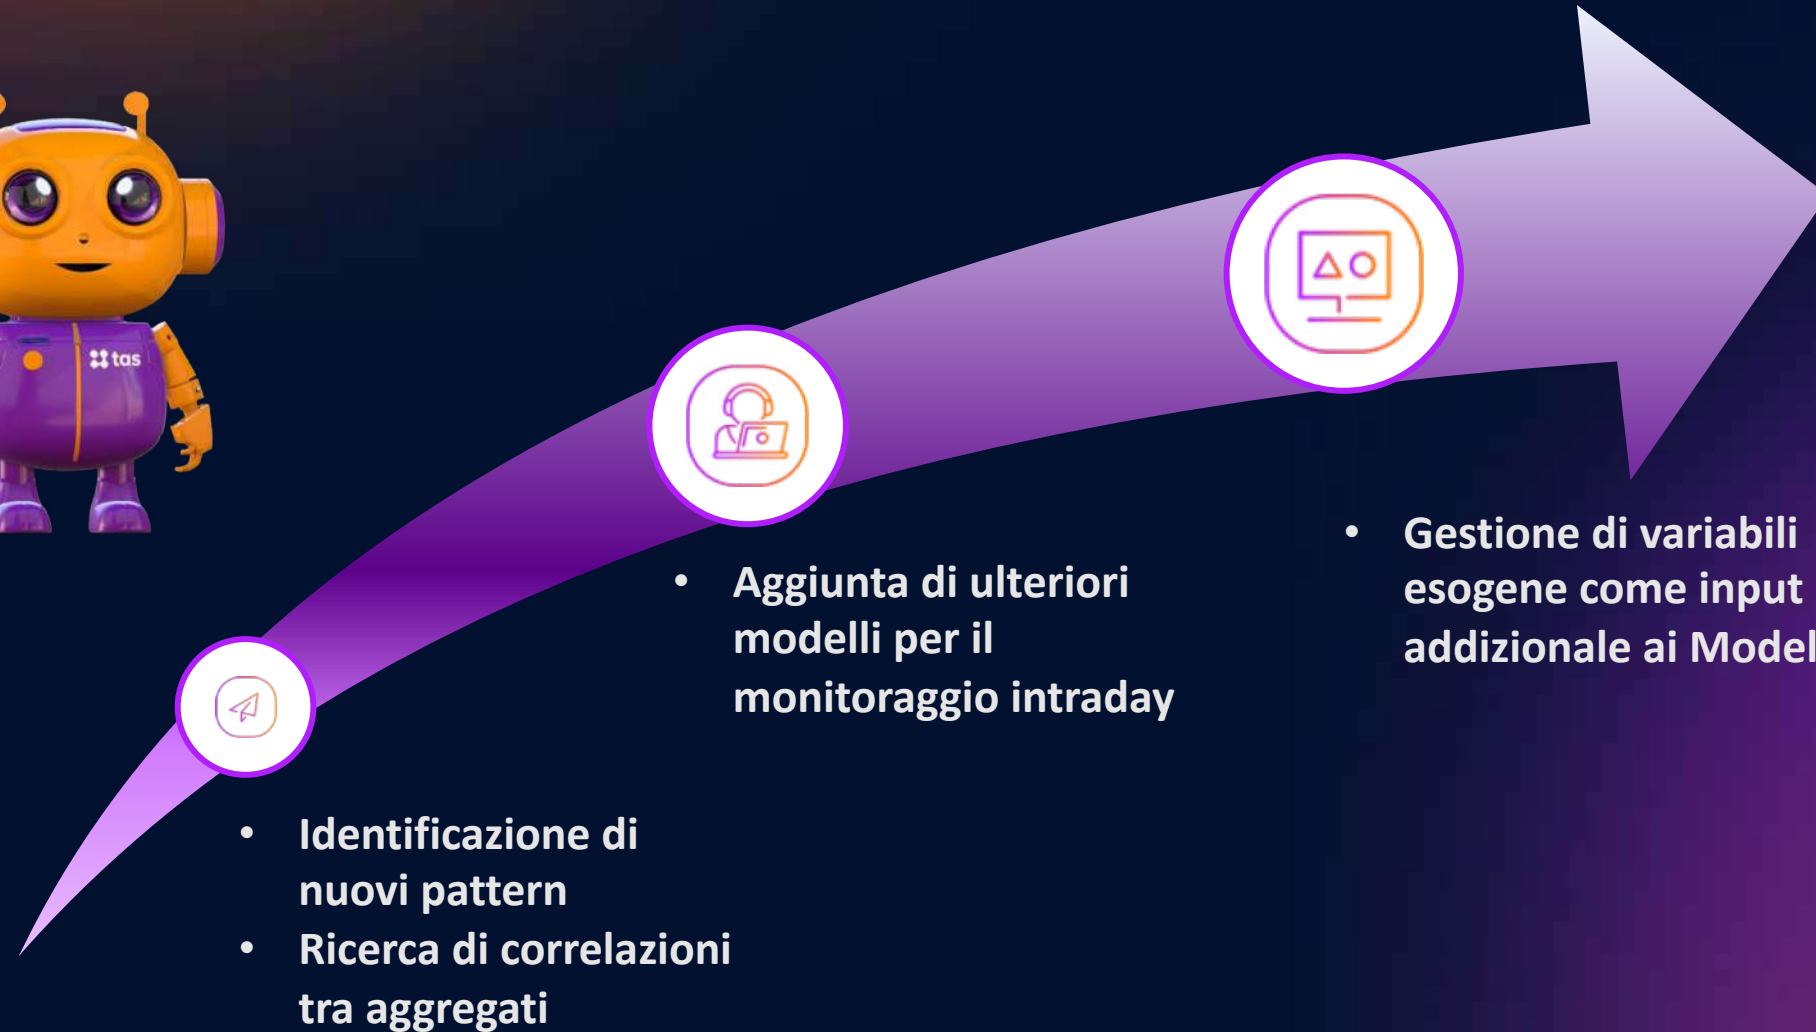 tas
• Gestione di variabili
esogene come input
addizionale ai
• Aggiunta di ulteriori
modelli per il
monitoraggio intraday
• Identificazione di
nuovi pattern
• Ricerca di correlazioni
tra aggregati